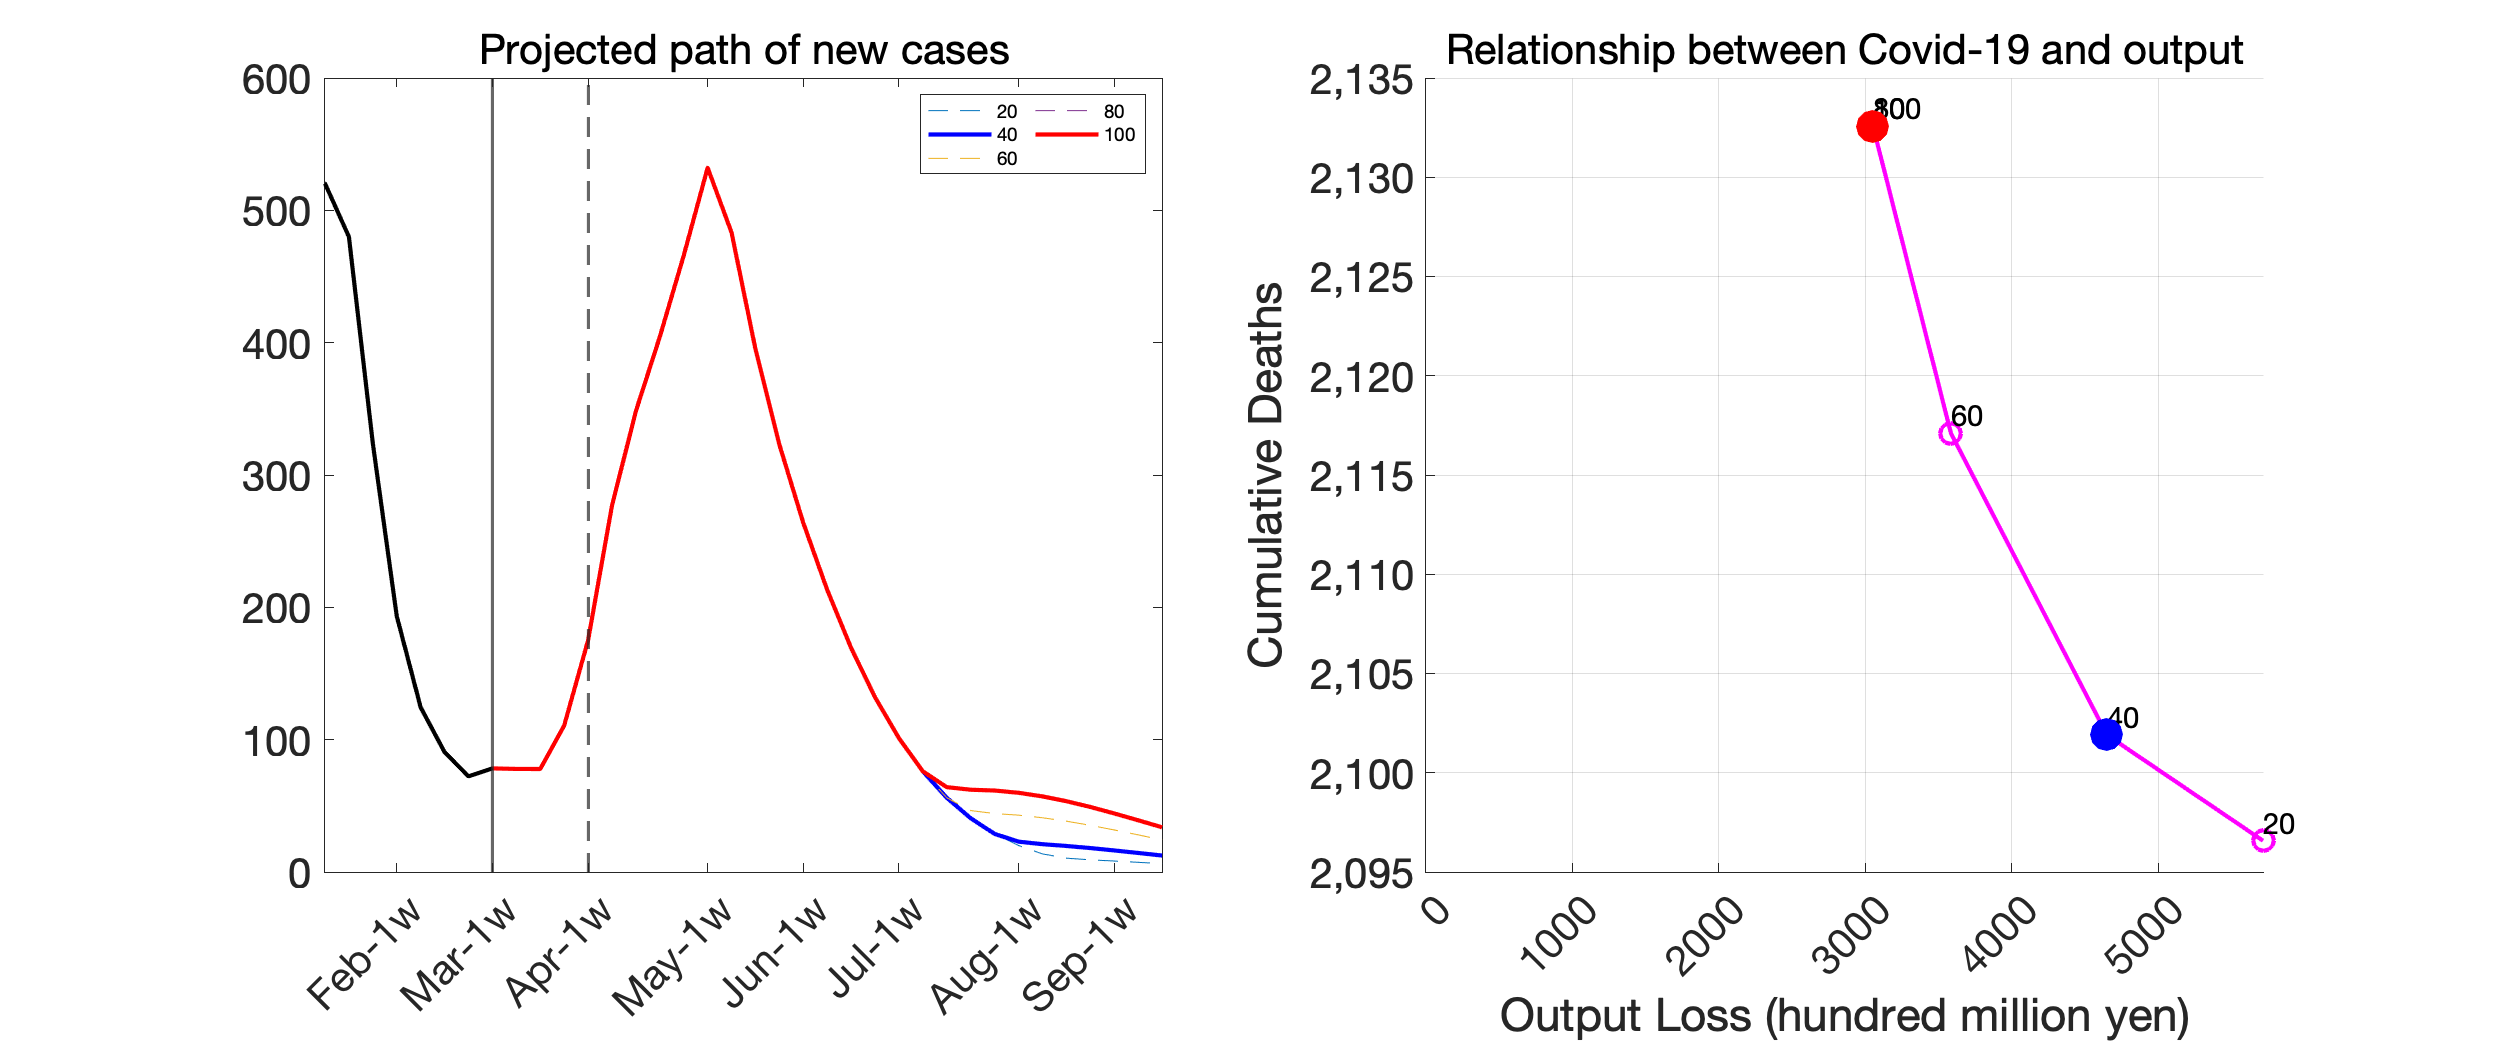 Projected path of new cases
600
500
400
300
200
100
0
20
40
60
80
100
Feb-1w
Mar-1w
Apr-1w
May-1w
Jun-1w
Jul-1w
Aug-1w
Sep-1w
Relationship between Covid-19 and output
Cumulative Deaths
2,135
2,130
2,125
2,120
2,115
2,110
2,105
2,100
2,095
100
60
40
20
0
1000
2000
3000
4000
5000
Output Loss (hundred million yen)